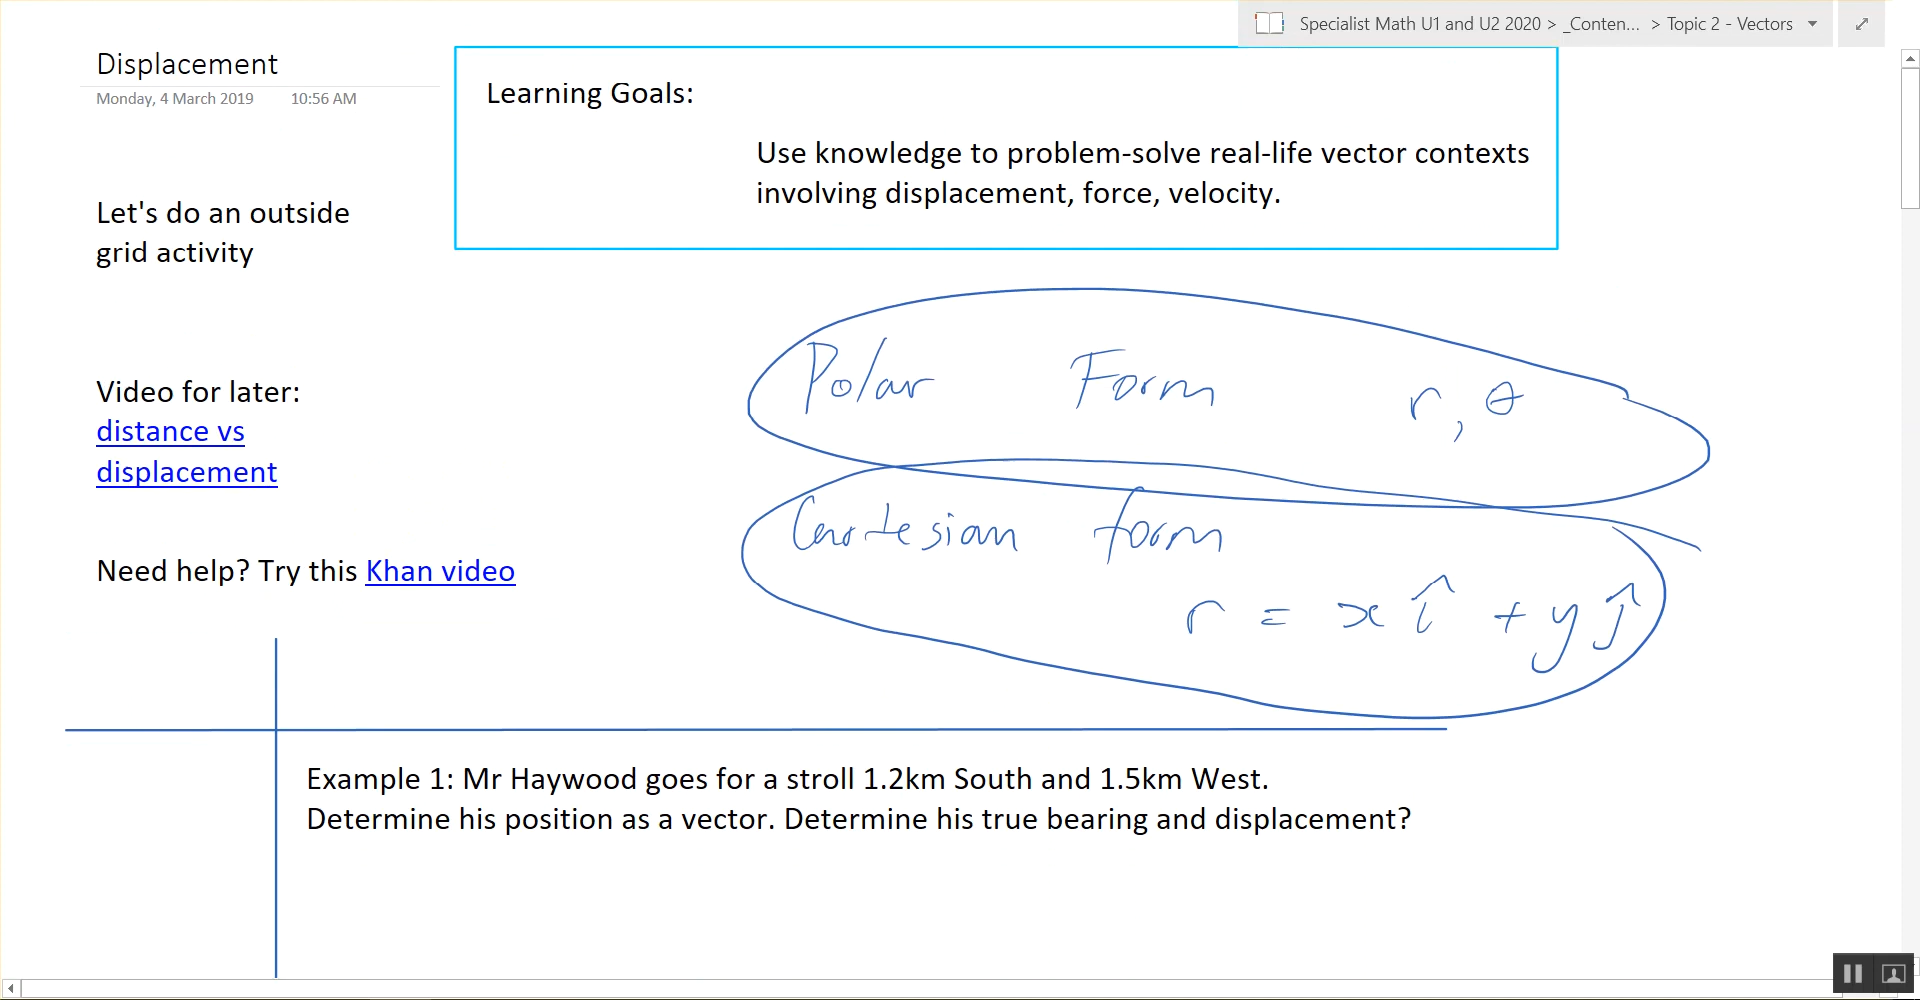 Specialist Math U1 and U2 2020 > _Conten... > Topic 2 - Vectors
Displacement
Monday, 4 March 2019 10:56 AM
Learning Goals:
Use knowledge to problem-solve real-life vector contexts
involving displacement, force, velocity.
Let's do an outside
grid activity
Polar Form r, θ
Video for later:
distance vs
displacement
Cartesian form
Need help? Try this Khan video
r = x î + y ĵ
Example 1: Mr Haywood goes for a stroll 1.2km South and 1.5km West.
Determine his position as a vector. Determine his true bearing and displacement?